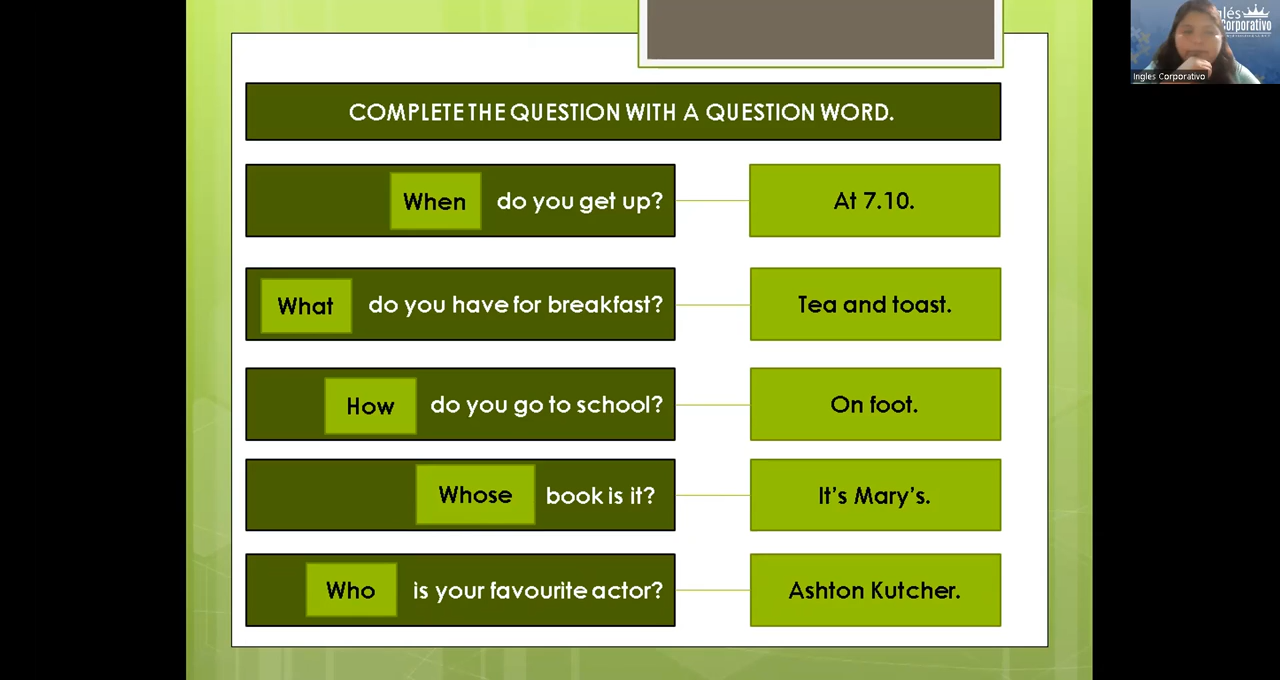 COMPLETE THE QUESTION WITH A QUESTION WORD.
When do you get up?
At 7.10.
What do you have for breakfast?
Tea and toast.
How do you go to school?
On foot.
Whose book is it?
It's Mary's.
Who is your favourite actor?
Ashton Kutcher.
Corporativo
Ingles Corporativo